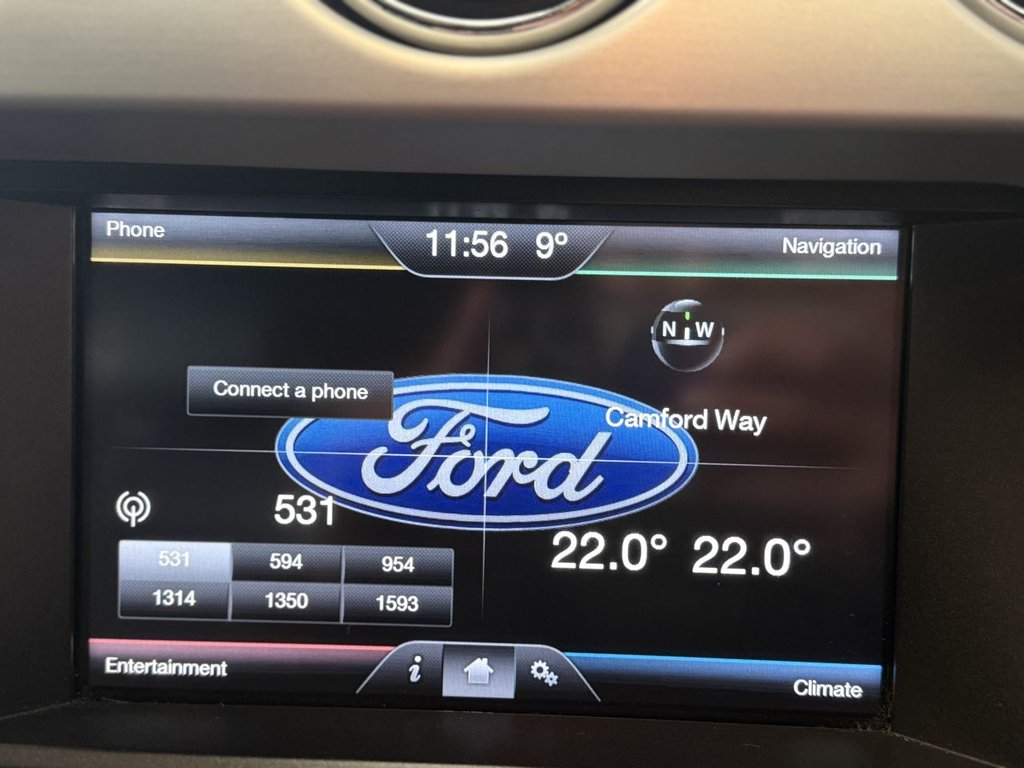 Phone
11:56 9°
Navigation
N W
Connect a phone
Camford Way
Ford
531
22.0° 22.0°
531 594 954
1314 1350 1593
Entertainment
i
Climate